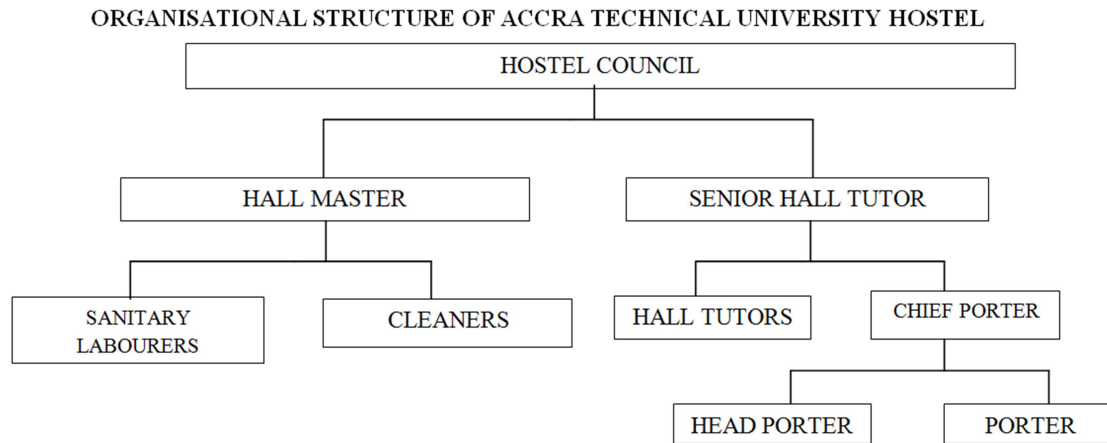 ORGANISATIONAL STRUCTURE OF ACCRA TECHNICAL UNIVERSITY HOSTEL
HOSTEL COUNCIL
HALL MASTER
SENIOR HALL TUTOR
SANITARY
LABOURERS
CLEANERS
HALL TUTORS
CHIEF PORTER
HEAD PORTER
PORTER